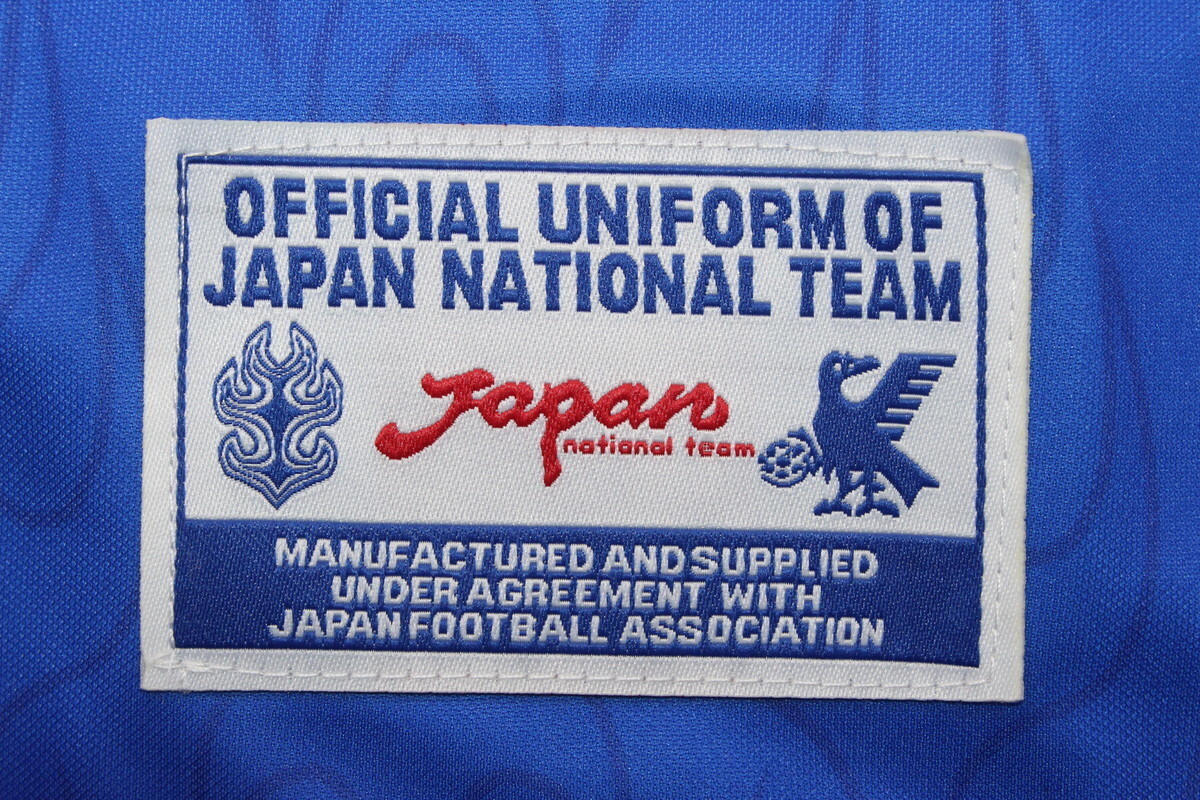 OFFICIAL UNIFORM OF
JAPAN NATIONAL TEAM
Japan
national team
MANUFACTURED AND SUPPLIED
UNDER AGREEMENT WITH
JAPAN FOOTBALL ASSOCIATION